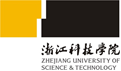 浙江科技学院
ZHEJIANG UNIVERSITY OF
SCIENCE & TECHNOLOGY